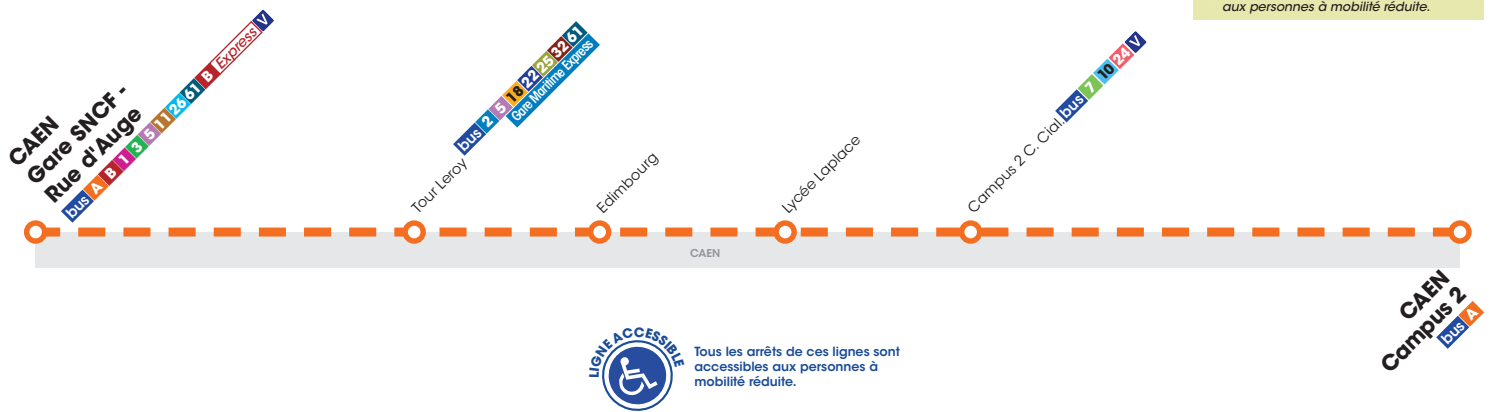 aux personnes à mobilité réduite.
CAEN
Gare SNCF -
Rue d'Auge
bus A B 1 3 5 11 26 61 B Express V
Tour Leroy bus 2 5 18 22 25 32 61
Gare Maritime Express
Edimbourg
Lycée Laplace
Campus 2 C. Cial. bus 7 10 24 V
CAEN
CAEN
Campus 2
bus A
LIGNE ACCESSIBLE
Tous les arrêts de ces lignes sont
accessibles aux personnes à
mobilité réduite.